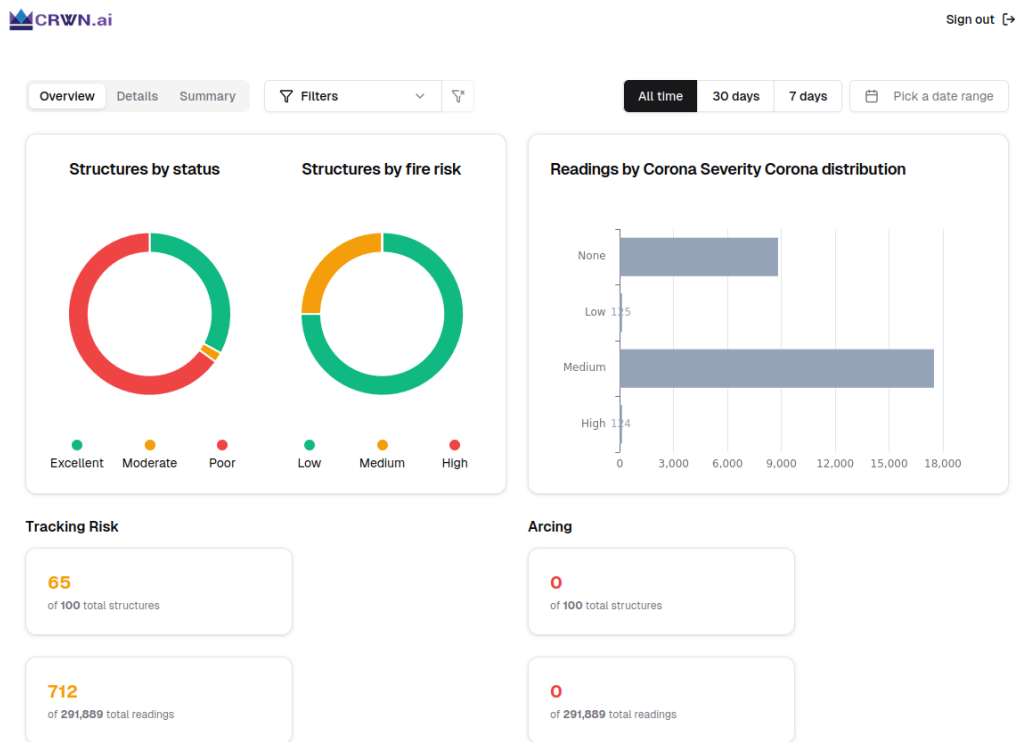 CRWN.ai
Sign out
Overview Details Summary Filters All time 30 days 7 days Pick a date range
Structures by status
Structures by fire risk
Excellent Moderate Poor
Low Medium High
Readings by Corona Severity Corona distribution
None
Low 125
Medium
High 124
0 3,000 6,000 9,000 12,000 15,000 18,000
Tracking Risk
65
of 100 total structures
712
of 291,889 total readings
Arcing
0
of 100 total structures
0
of 291,889 total readings